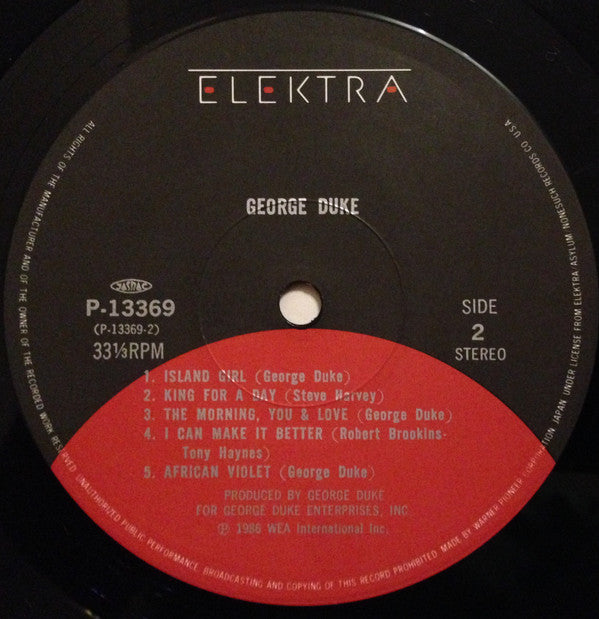 ELEKTRA
GEORGE DUKE
JASRAC
P-13369
(P-13369-2)
33⅓RPM
SIDE
2
STEREO
1. ISLAND GIRL (George Duke)
2. KING FOR A DAY (Steve Harvey)
3. THE MORNING, YOU & LOVE (George Duke)
4. I CAN MAKE IT BETTER (Robert Brookins-
Tony Haynes)
5. AFRICAN VIOLET (George Duke)
PRODUCED BY GEORGE DUKE
FOR GEORGE DUKE ENTERPRISES, INC.
Ⓟ 1986 WEA International Inc.
ALL RIGHTS OF THE MANUFACTURER AND OF THE OWNER OF THE RECORDED WORK RESERVED. UNAUTHORIZED PUBLIC PERFORMANCE, BROADCASTING AND COPYING OF THIS RECORD PROHIBITED. MADE BY WARNER-PIONEER CORPORATION JAPAN UNDER LICENSE FROM ELEKTRA/ASYLUM/NONESUCH RECORDS CO. USA